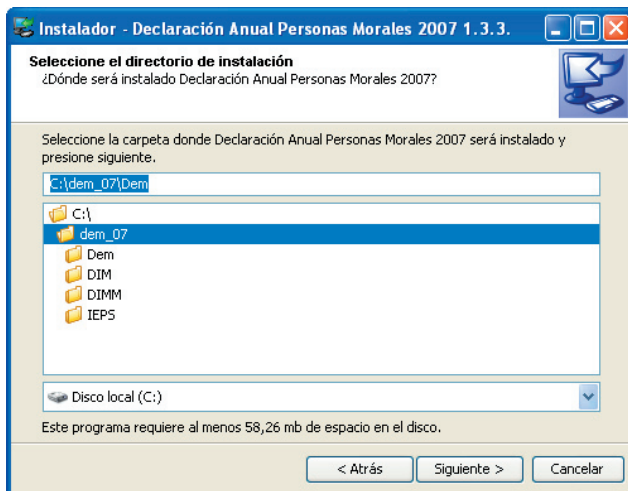 Instalador - Declaración Anual Personas Morales 2007 1.3.3.
Seleccione el directorio de instalación
¿Dónde será instalado Declaración Anual Personas Morales 2007?
Seleccione la carpeta donde Declaración Anual Personas Morales 2007 será instalado y
presione siguiente.
C:\dem_07\Dem
C:\
dem_07
Dem
DIM
DIMM
IEPS
Disco local (C:)
Este programa requiere al menos 58,26 mb de espacio en el disco.
< Atrás Siguiente > Cancelar